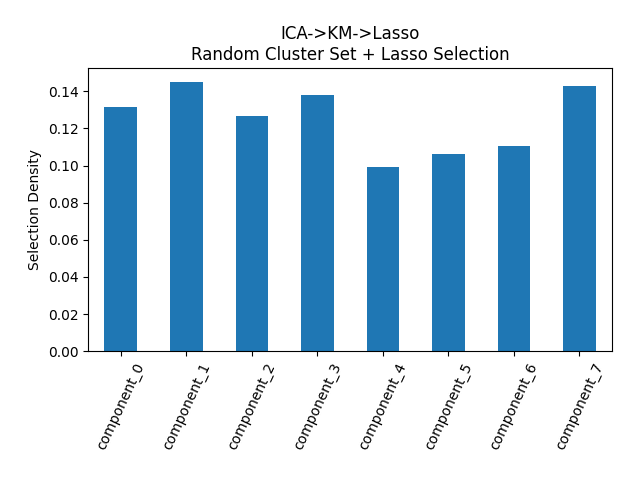 ICA->KM->Lasso
Random Cluster Set + Lasso Selection
Selection Density
0.14
0.12
0.10
0.08
0.06
0.04
0.02
0.00
component_0
component_1
component_2
component_3
component_4
component_5
component_6
component_7